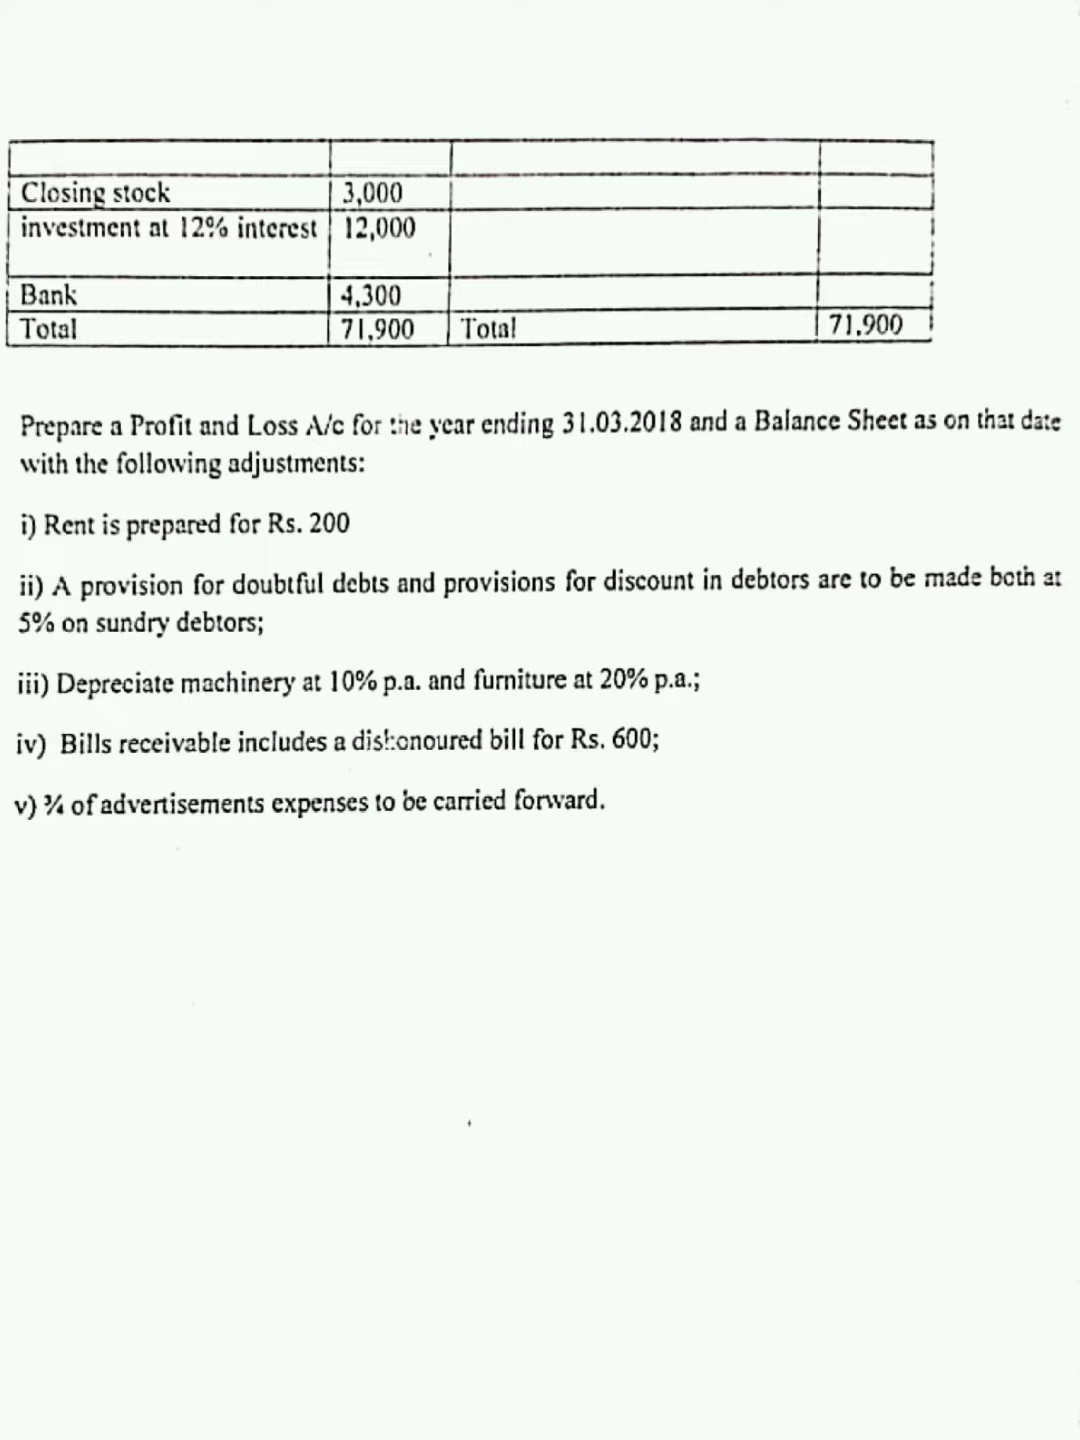 Closing stock 3,000
investment at 12% interest 12,000
Bank 4,300
Total 71,900 Total 71,900
Prepare a Profit and Loss A/c for the year ending 31.03.2018 and a Balance Sheet as on that date
with the following adjustments:
i) Rent is prepared for Rs. 200
ii) A provision for doubtful debts and provisions for discount in debtors are to be made both at
5% on sundry debtors;
iii) Depreciate machinery at 10% p.a. and furniture at 20% p.a.;
iv) Bills receivable includes a dishonoured bill for Rs. 600;
v) ¾ of advertisements expenses to be carried forward.